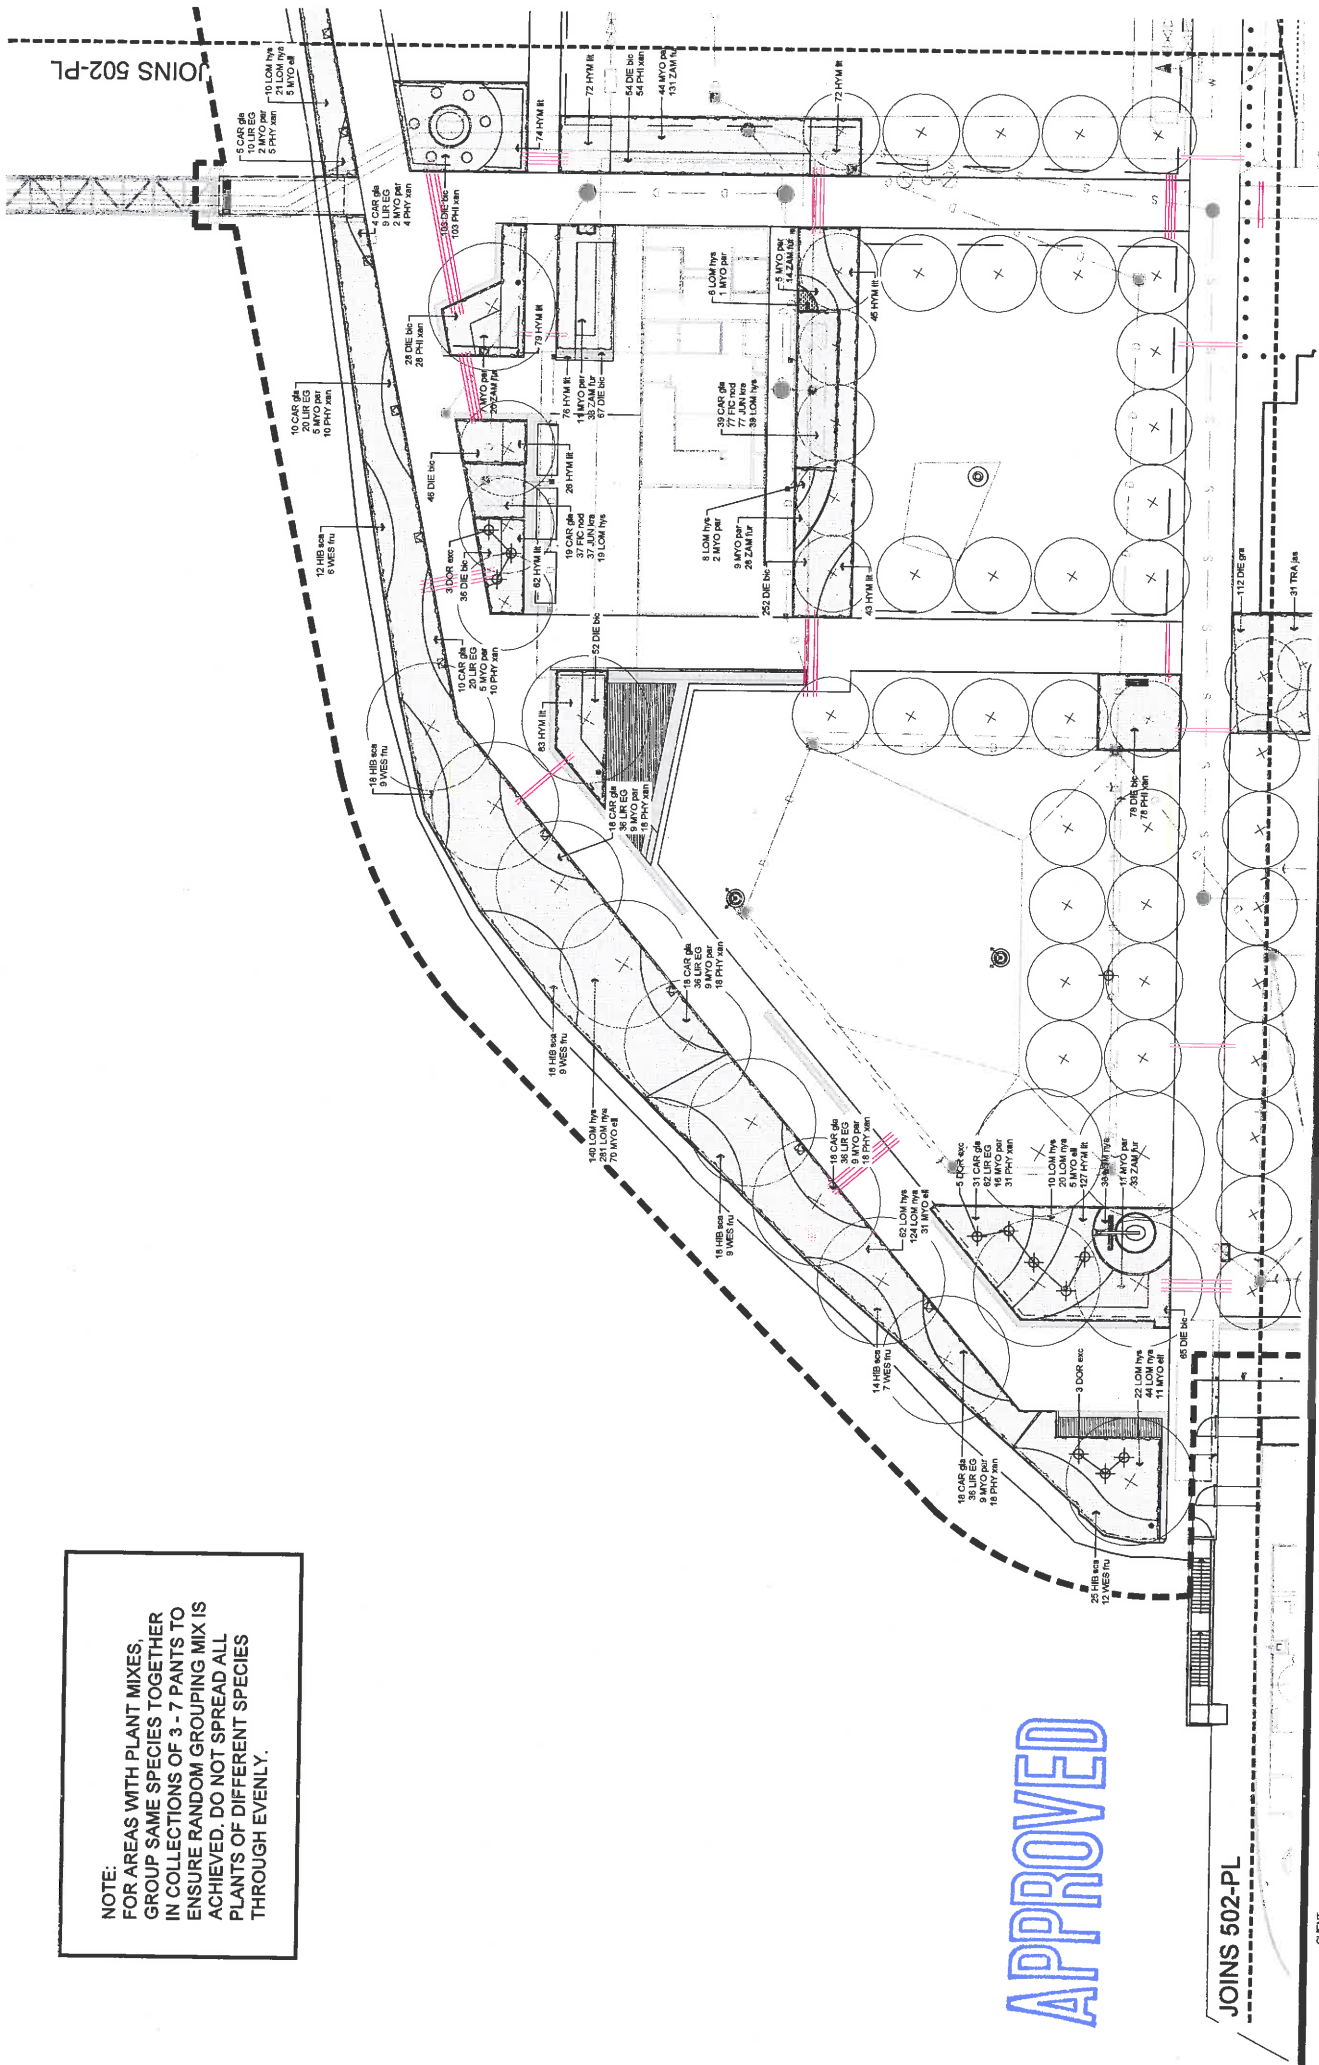 NOTE:
FOR AREAS WITH PLANT MIXES,
GROUP SAME SPECIES TOGETHER
IN COLLECTIONS OF 3 - 7 PANTS TO
ENSURE RANDOM GROUPING MIX IS
ACHIEVED. DO NOT SPREAD ALL
PLANTS OF DIFFERENT SPECIES
THROUGH EVENLY.
APPROVED
JOINS 502-PL
JOINS 502-PL
25 HIB sca
12 WES fru
18 CAR gla
36 LIR EG
9 MYO par
18 PHY xan
3 DOR exc
22 LOM hys
44 LOM nya
11 MYO ell
65 DIE bic
14 HIB sca
7 WES fru
62 LOM hys
124 LOM nya
31 MYO ell
18 CAR gla
36 LIR EG
9 MYO par
18 PHY xan
5 DOR exc
31 CAR gla
62 LIR EG
16 MYO par
31 PHY xan
10 LOM hys
20 LOM nya
5 MYO ell
127 HYM lit
11 MYO par
33 ZAM fur
18 HIB sca
9 WES fru
140 LOM hys
281 LOM nya
70 MYO ell
18 HIB sca
9 WES fru
18 CAR gla
36 LIR EG
9 MYO par
18 PHY xan
18 CAR gla
36 LIR EG
9 MYO par
18 PHY xan
18 HIB sca
9 WES fru
83 HYM lit
52 DIE bic
78 DIE bic
78 PHI xan
112 DIE gra
31 TRA jas
10 CAR gla
20 LIR EG
5 MYO par
10 PHY xan
12 HIB sca
6 WES fru
3 DOR exc
36 DIE bic
62 HYM lit
19 CAR gla
37 FIC nod
37 JUN kra
19 LOM hys
26 HYM lit
46 DIE bic
252 DIE bic
43 HYM lit
9 MYO par
26 ZAM fur
8 LOM hys
2 MYO par
39 CAR gla
77 FIC nod
77 JUN kra
39 LOM hys
10 CAR gla
20 LIR EG
5 MYO par
10 PHY xan
28 DIE bic
28 PHI xan
MYO par
20 ZAM fur
79 HYM lit
76 HYM lit
MYO par
38 ZAM fur
67 DIE bic
6 LOM hys
1 MYO par
5 MYO par
14 ZAM fur
45 HYM lit
4 CAR gla
9 LIR EG
2 MYO par
4 PHY xan
5 CAR gla
10 LIR EG
2 MYO par
5 PHY xan
10 LOM hys
21 LOM nya
5 MYO ell
103 DIE bic
103 PHI xan
74 HYM lit
72 HYM lit
54 DIE bic
54 PHI xan
44 MYO par
131 ZAM fur
72 HYM lit